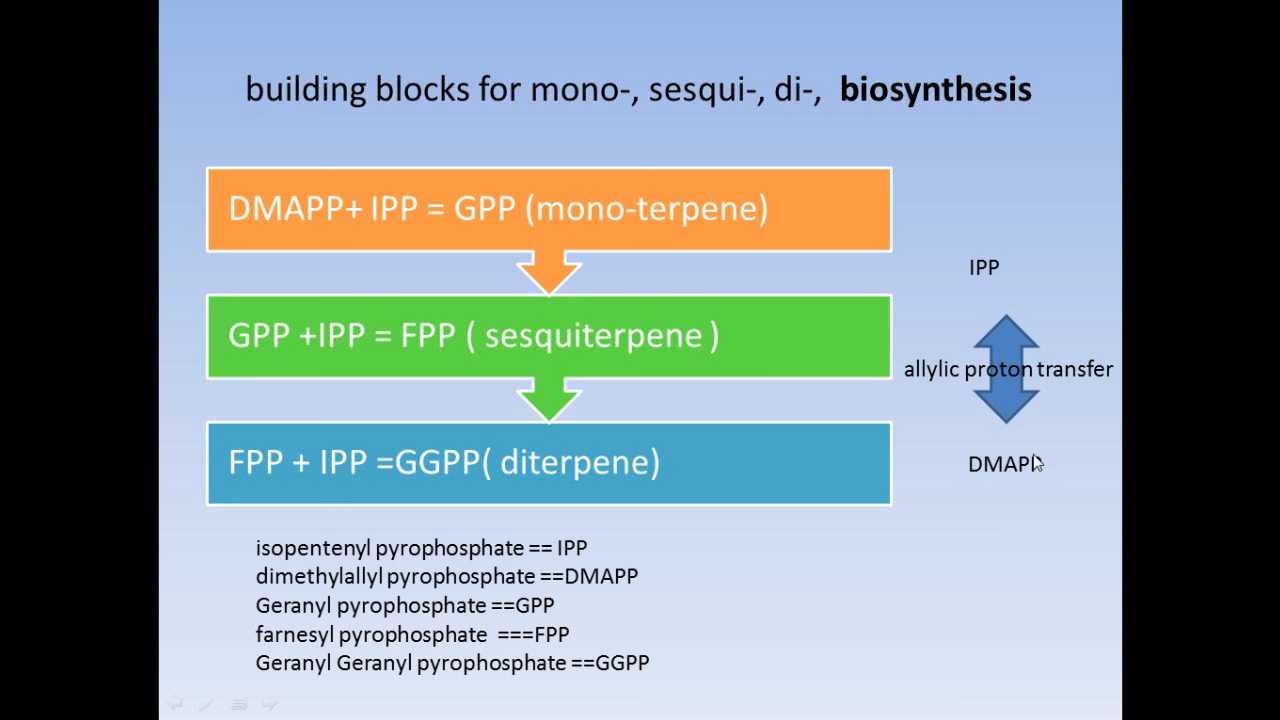 building blocks for mono-, sesqui-, di-, biosynthesis
DMAPP+ IPP = GPP (mono-terpene)
GPP +IPP = FPP ( sesquiterpene )
FPP + IPP =GGPP( diterpene)
IPP
allylic proton transfer
DMAPP
isopentenyl pyrophosphate == IPP
dimethylallyl pyrophosphate ==DMAPP
Geranyl pyrophosphate ==GPP
farnesyl pyrophosphate ===FPP
Geranyl Geranyl pyrophosphate ==GGPP